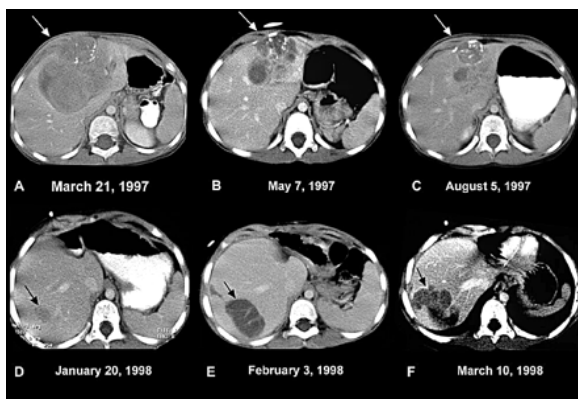 A March 21, 1997
B May 7, 1997
C August 5, 1997
D January 20, 1998
E February 3, 1998
F March 10, 1998